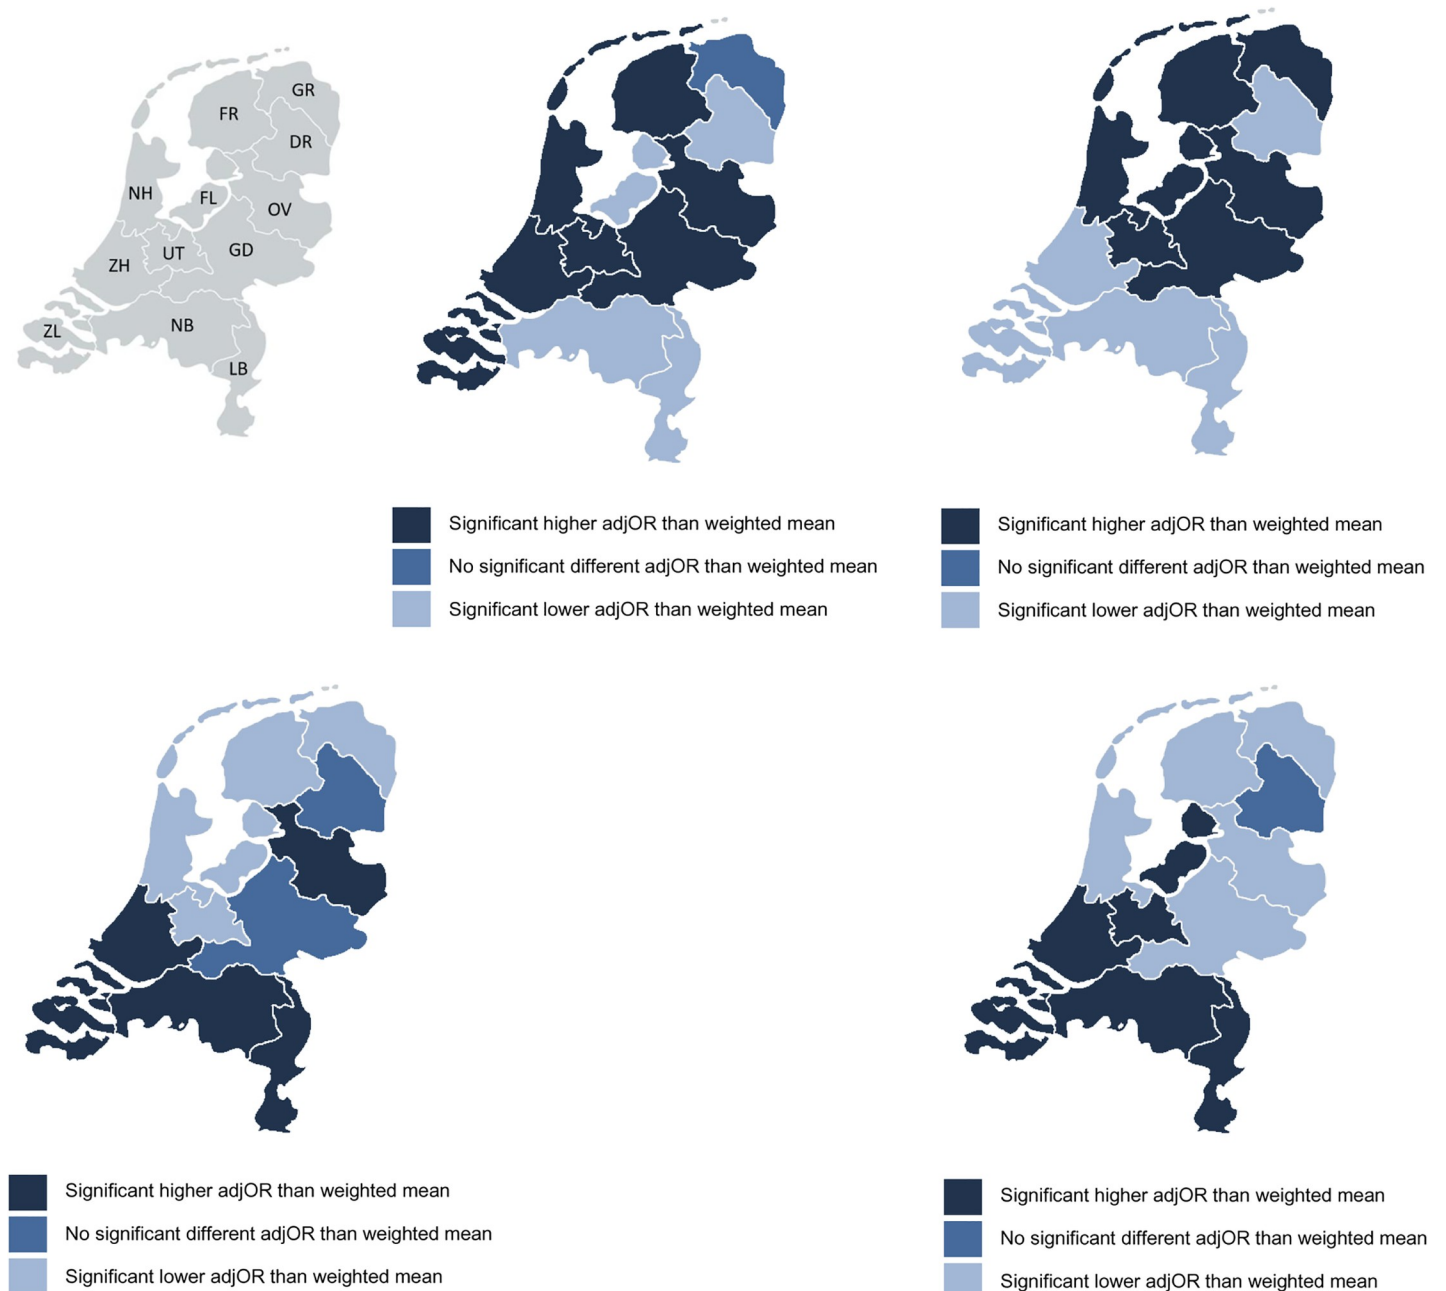 GR
FR
DR
NH
FL
OV
UT
GD
ZH
ZL
NB
LB
Significant higher adjOR than weighted mean
No significant different adjOR than weighted mean
Significant lower adjOR than weighted mean
Significant higher adjOR than weighted mean
No significant different adjOR than weighted mean
Significant lower adjOR than weighted mean
Significant higher adjOR than weighted mean
No significant different adjOR than weighted mean
Significant lower adjOR than weighted mean
Significant higher adjOR than weighted mean
No significant different adjOR than weighted mean
Significant lower adjOR than weighted mean